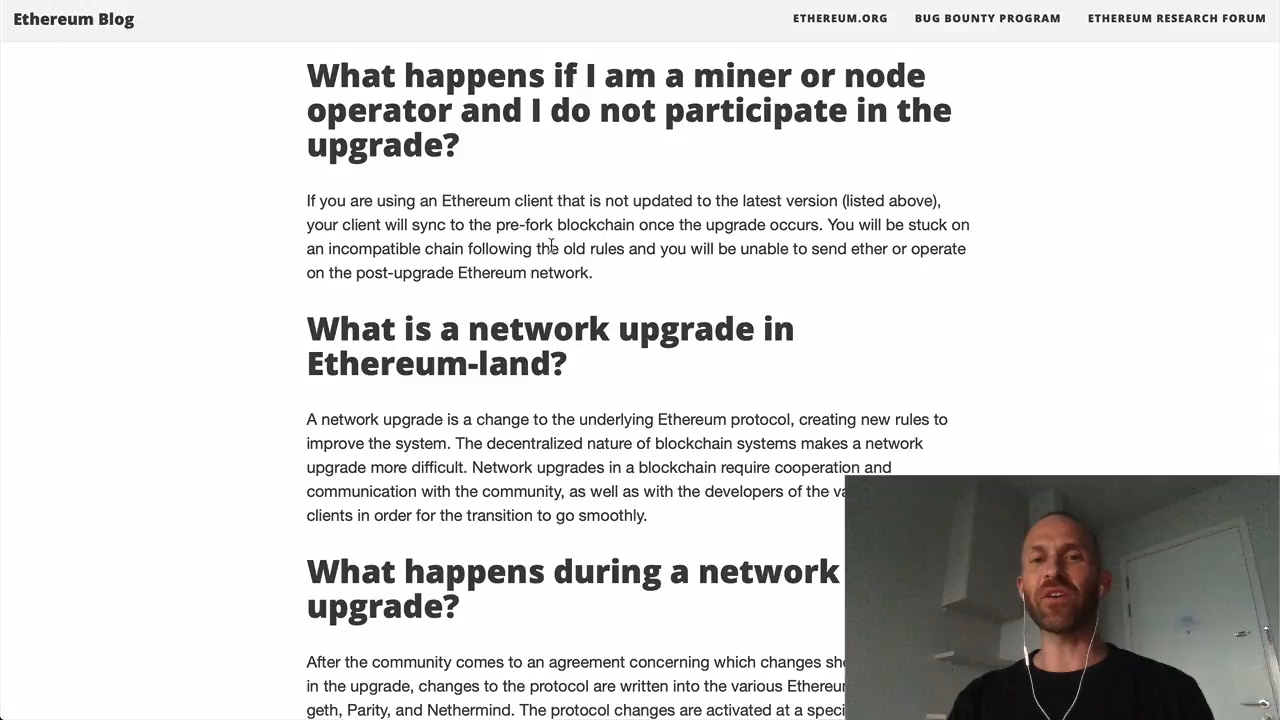 Ethereum Blog
ETHEREUM.ORG BUG BOUNTY PROGRAM ETHEREUM RESEARCH FORUM
What happens if I am a miner or node
operator and I do not participate in the
upgrade?
If you are using an Ethereum client that is not updated to the latest version (listed above),
your client will sync to the pre-fork blockchain once the upgrade occurs. You will be stuck on
an incompatible chain following the old rules and you will be unable to send ether or operate
on the post-upgrade Ethereum network.
What is a network upgrade in
Ethereum-land?
A network upgrade is a change to the underlying Ethereum protocol, creating new rules to
improve the system. The decentralized nature of blockchain systems makes a network
upgrade more difficult. Network upgrades in a blockchain require cooperation and
communication with the community, as well as with the developers of the
clients in order for the transition to go smoothly.
What happens during a network
upgrade?
After the community comes to an agreement concerning which changes
in the upgrade, changes to the protocol are written into the various
geth, Parity, and Nethermind. The protocol changes are activated at a